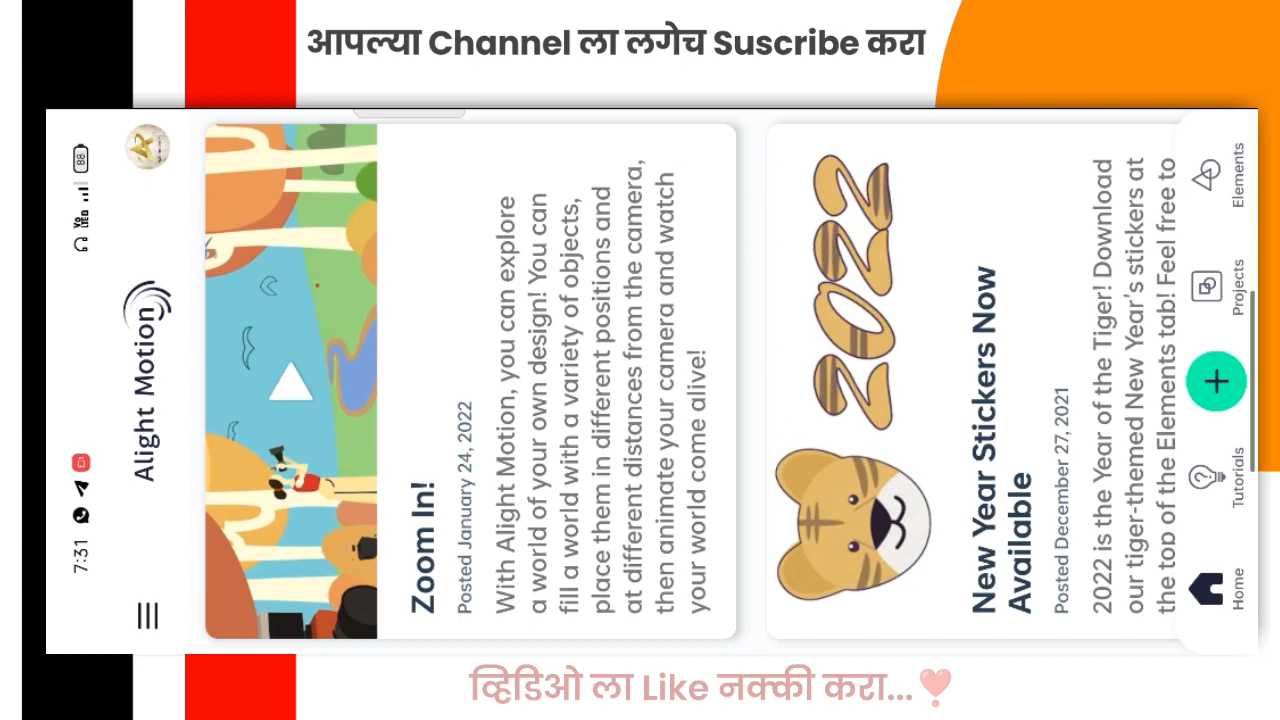 आपल्या Channel ला लगेच Suscribe करा
7:31
88
Alight Motion
Zoom In!
Posted January 24, 2022
With Alight Motion, you can explore
a world of your own design! You can
fill a world with a variety of objects,
place them in different positions and
at different distances from the camera,
then animate your camera and watch
your world come alive!
2022
New Year Stickers Now
Available
Posted December 27, 2021
2022 is the Year of the Tiger! Download
our tiger-themed New Year's stickers at
the top of the Elements tab! Feel free to
Home
Tutorials
Projects
Elements
व्हिडिओ ला Like नक्की करा...